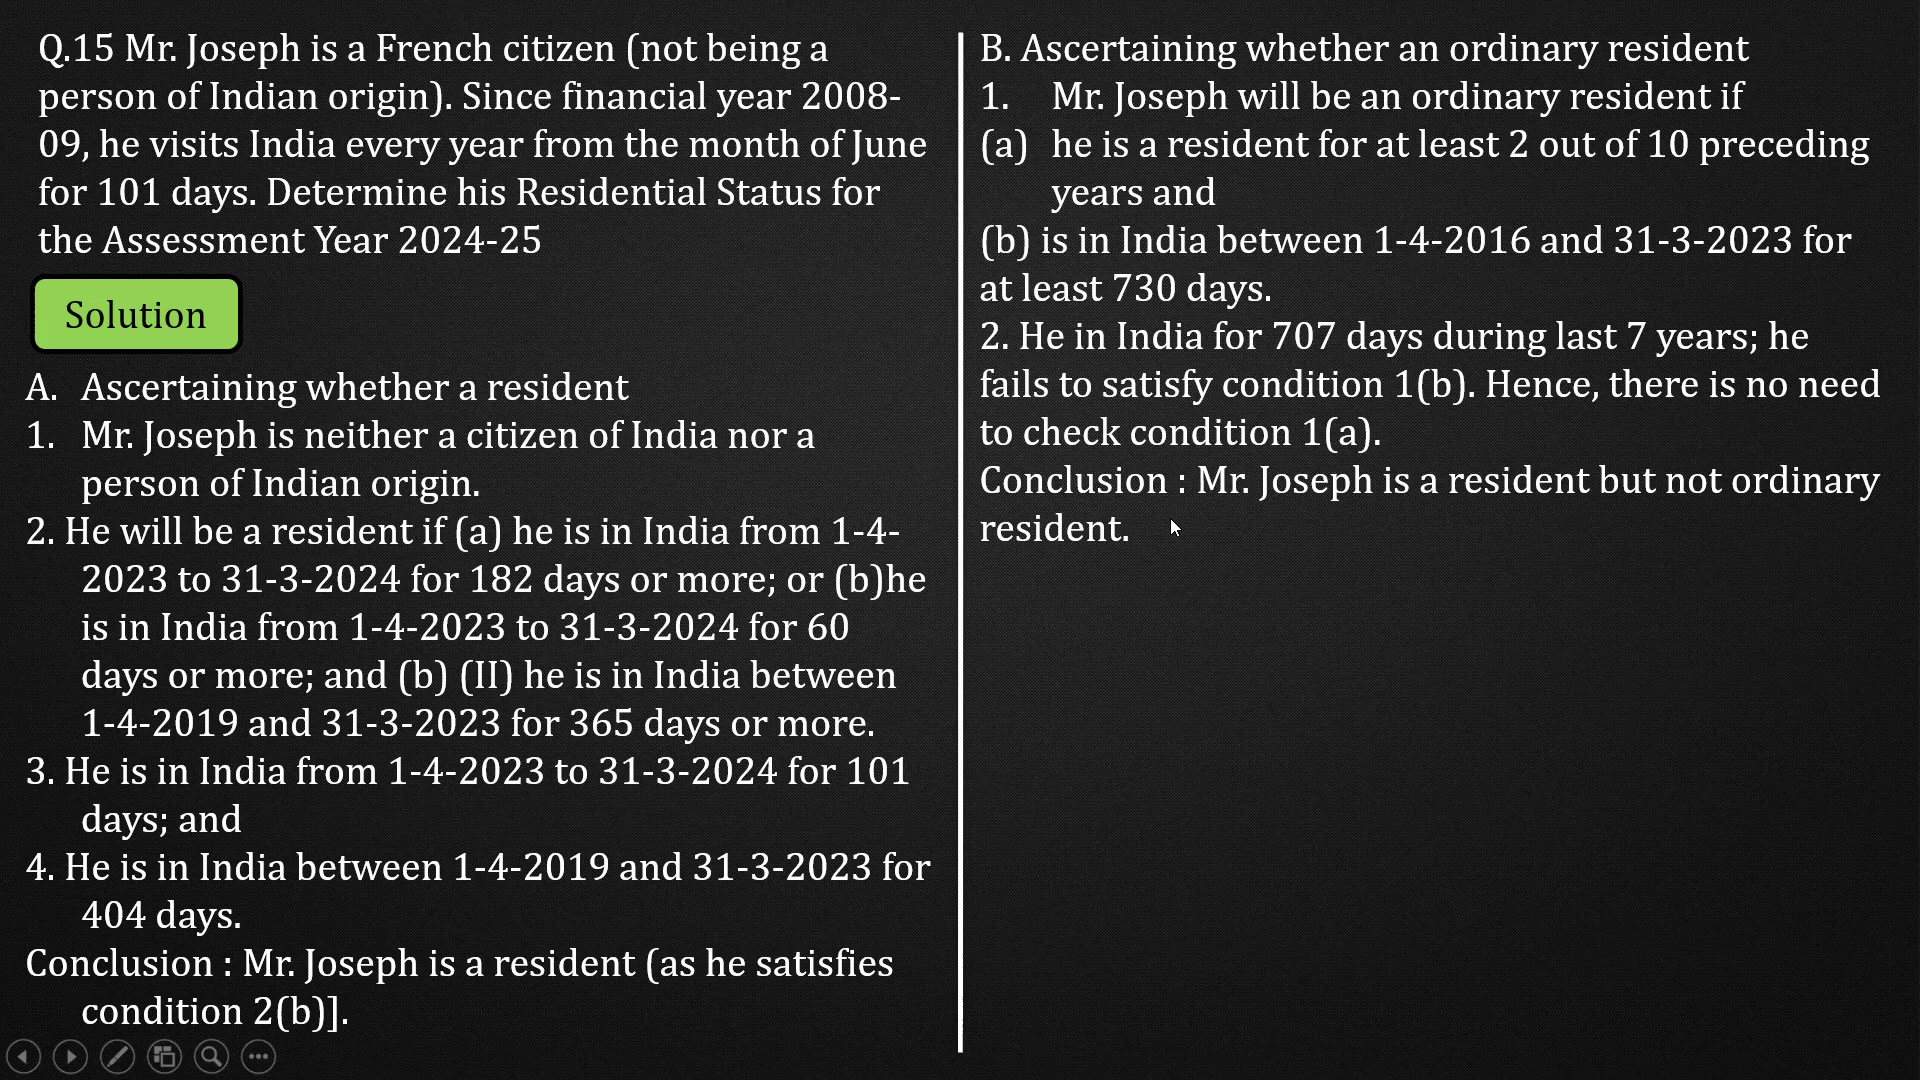 Q.15 Mr. Joseph is a French citizen (not being a
person of Indian origin). Since financial year 2008-
09, he visits India every year from the month of June
for 101 days. Determine his Residential Status for
the Assessment Year 2024-25
Solution
A. Ascertaining whether a resident
1. Mr. Joseph is neither a citizen of India nor a
person of Indian origin.
2. He will be a resident if (a) he is in India from 1-4-
2023 to 31-3-2024 for 182 days or more; or (b)he
is in India from 1-4-2023 to 31-3-2024 for 60
days or more; and (b) (II) he is in India between
1-4-2019 and 31-3-2023 for 365 days or more.
3. He is in India from 1-4-2023 to 31-3-2024 for 101
days; and
4. He is in India between 1-4-2019 and 31-3-2023 for
404 days.
Conclusion : Mr. Joseph is a resident (as he satisfies
condition 2(b)].
B. Ascertaining whether an ordinary resident
1. Mr. Joseph will be an ordinary resident if
(a) he is a resident for at least 2 out of 10 preceding
years and
(b) is in India between 1-4-2016 and 31-3-2023 for
at least 730 days.
2. He in India for 707 days during last 7 years; he
fails to satisfy condition 1(b). Hence, there is no need
to check condition 1(a).
Conclusion : Mr. Joseph is a resident but not ordinary
resident.